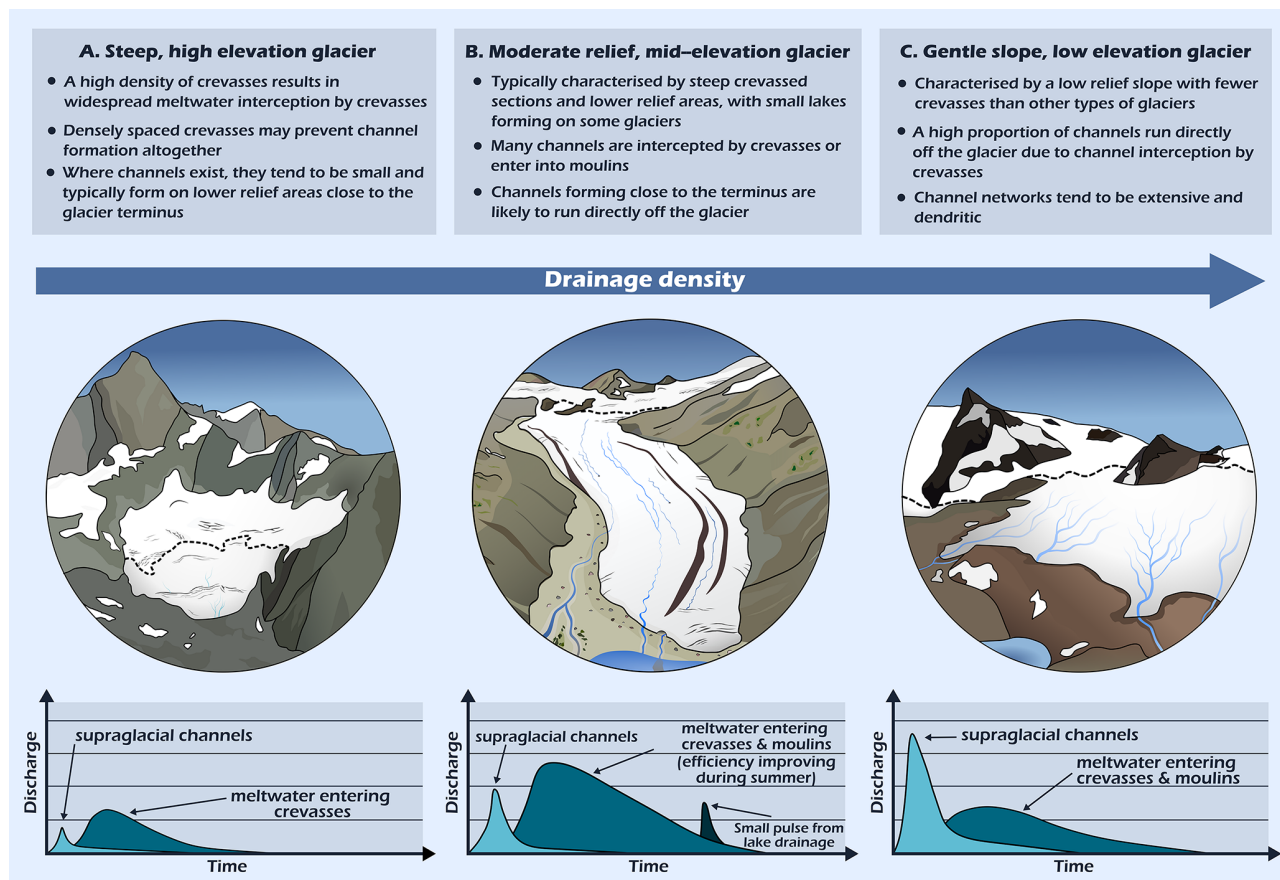 A. Steep, high elevation glacier
● A high density of crevasses results in
widespread meltwater interception by crevasses
● Densely spaced crevasses may prevent channel
formation altogether
● Where channels exist, they tend to be small and
typically form on lower relief areas close to the
glacier terminus
B. Moderate relief, mid–elevation glacier
● Typically characterised by steep crevassed
sections and lower relief areas, with small lakes
forming on some glaciers
● Many channels are intercepted by crevasses or
enter into moulins
● Channels forming close to the terminus are
likely to run directly off the glacier
C. Gentle slope, low elevation glacier
● Characterised by a low relief slope with fewer
crevasses than other types of glaciers
● A high proportion of channels run directly
off the glacier due to channel interception by
crevasses
● Channel networks tend to be extensive and
dendritic
Drainage density
Discharge
supraglacial channels
meltwater entering
crevasses
Time
Discharge
supraglacial channels
meltwater entering
crevasses & moulins
(efficiency improving
during summer)
Small pulse from
lake drainage
Time
Discharge
supraglacial channels
meltwater entering
crevasses & moulins
Time